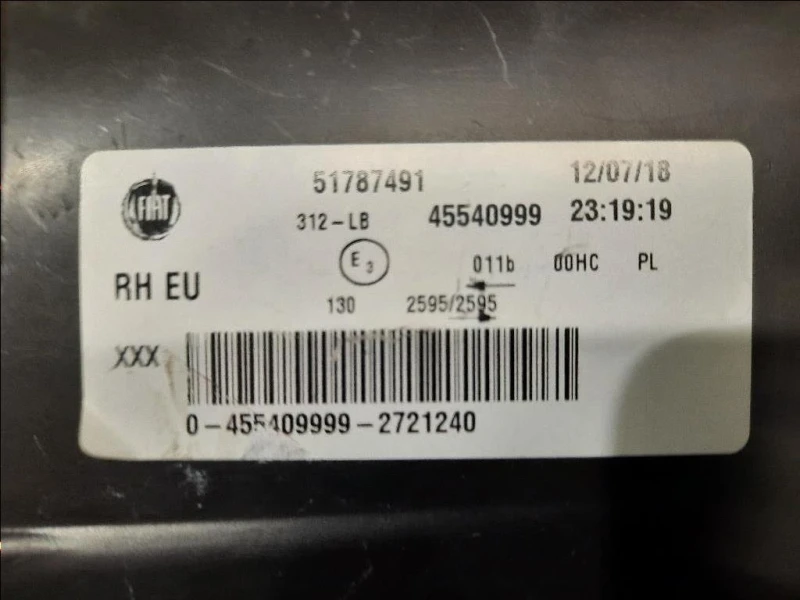 51787491 12/07/18
FIAT
312-LB 45540999 23:19:19
E3 011b 00HC PL
RH EU
130 2595/2595
XXX
0-455409999-2721240